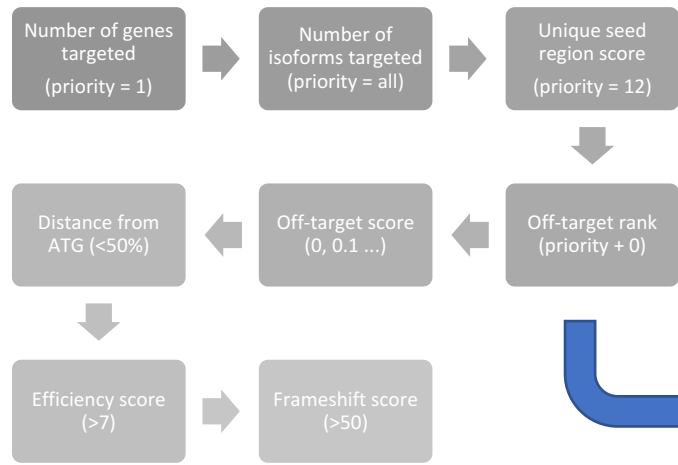 Number of genes
targeted
(priority = 1)
Number of
isoforms targeted
(priority = all)
Unique seed
region score
(priority = 12)
Off-target rank
(priority + 0)
Off-target score
(0, 0.1 ...)
Distance from
ATG (<50%)
Efficiency score
(>7)
Frameshift score
(>50)